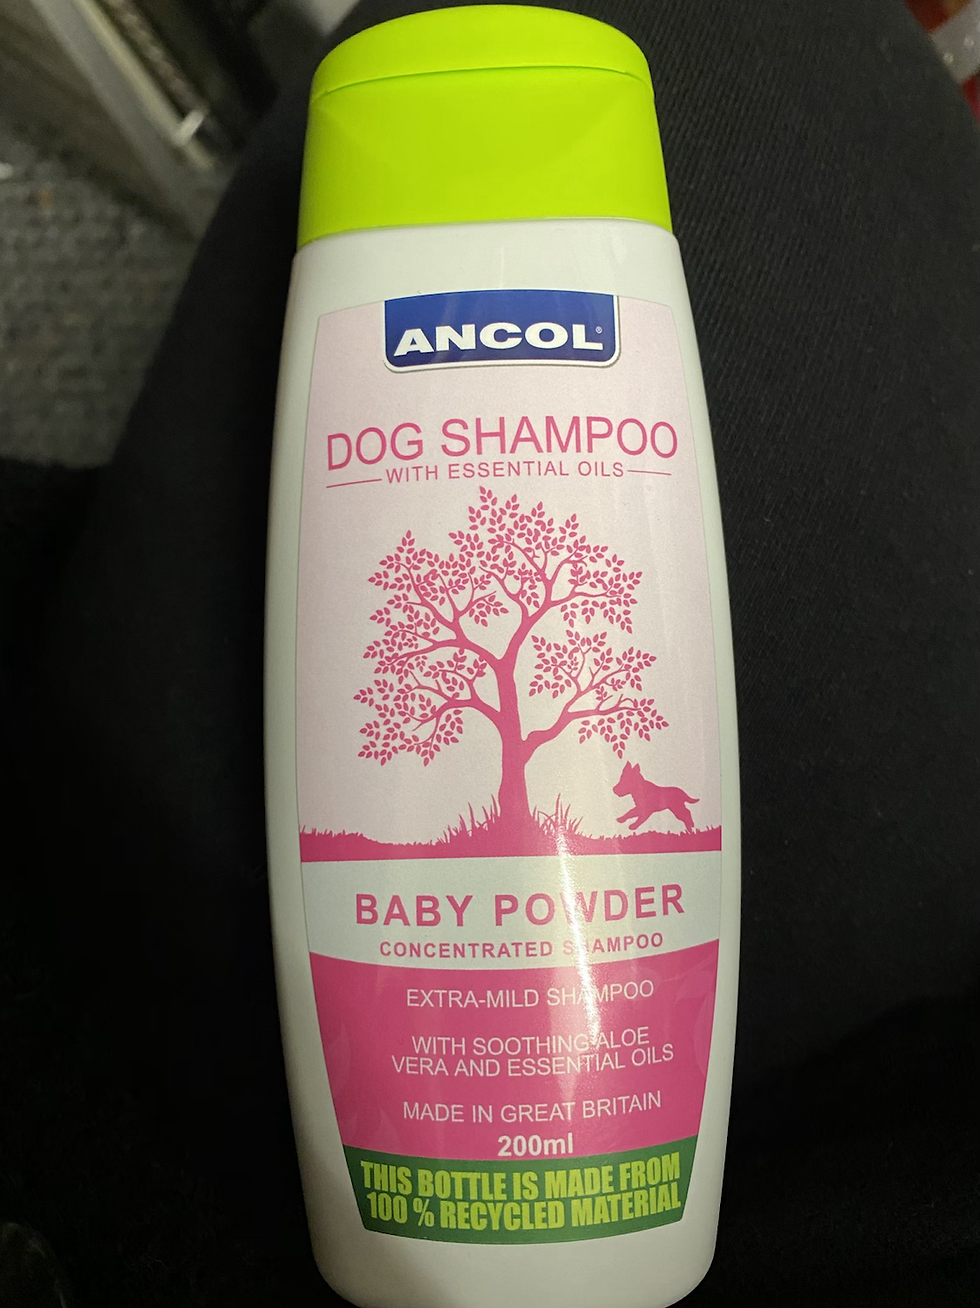 ANCOL®
DOG SHAMPOO
WITH ESSENTIAL OILS
BABY POWDER
CONCENTRATED SHAMPOO
EXTRA-MILD SHAMPOO
WITH SOOTHING ALOE
VERA AND ESSENTIAL OILS
MADE IN GREAT BRITAIN
200ml
THIS BOTTLE IS MADE FROM
100 % RECYCLED MATERIAL